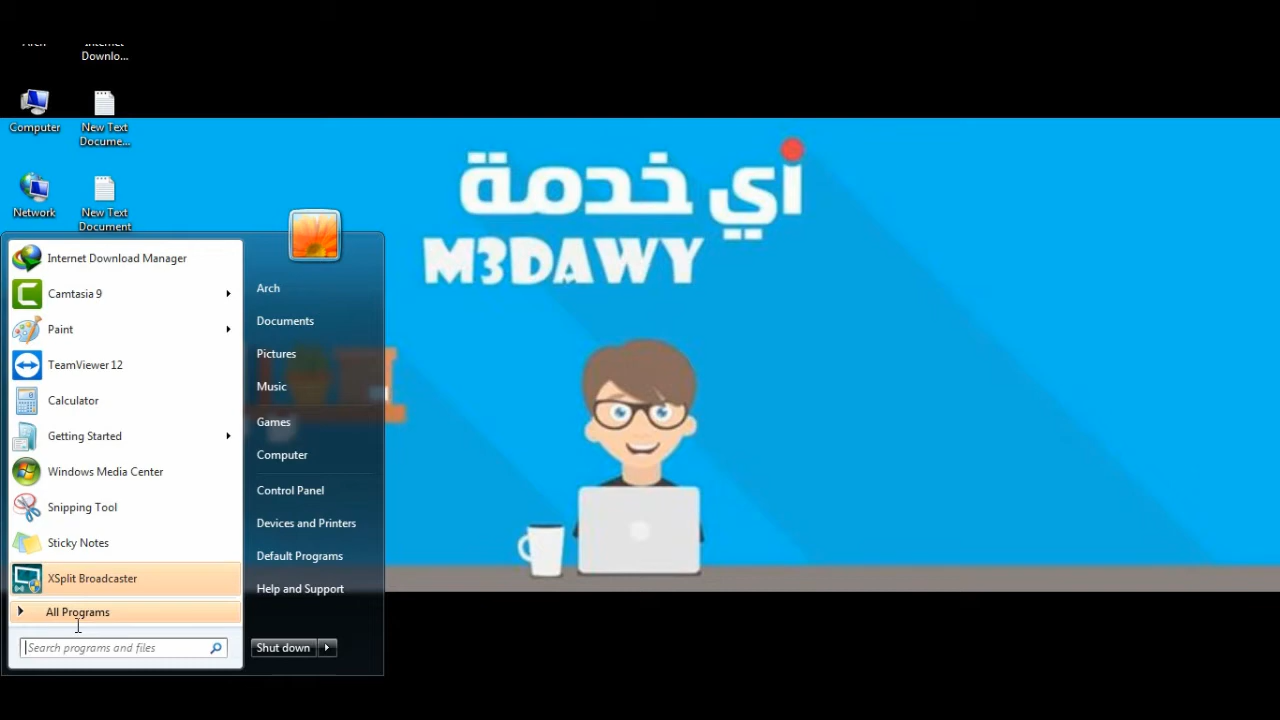 Downlo...
Computer
New Text
Docume...
Network
New Text
Document
أي خدمة
M3DAWY
Internet Download Manager
Camtasia 9
Paint
TeamViewer 12
Calculator
Getting Started
Windows Media Center
Snipping Tool
Sticky Notes
XSplit Broadcaster
All Programs
Search programs and files
Arch
Documents
Pictures
Music
Games
Computer
Control Panel
Devices and Printers
Default Programs
Help and Support
Shut down